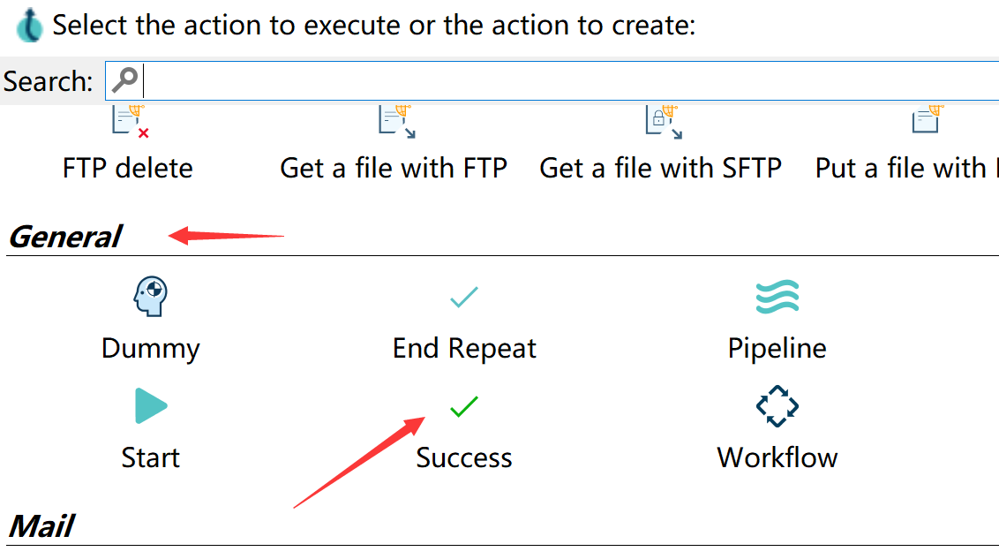 Select the action to execute or the action to create:
Search:
FTP delete Get a file with FTP Get a file with SFTP Put a file with
General
Dummy End Repeat Pipeline
Start Success Workflow
Mail